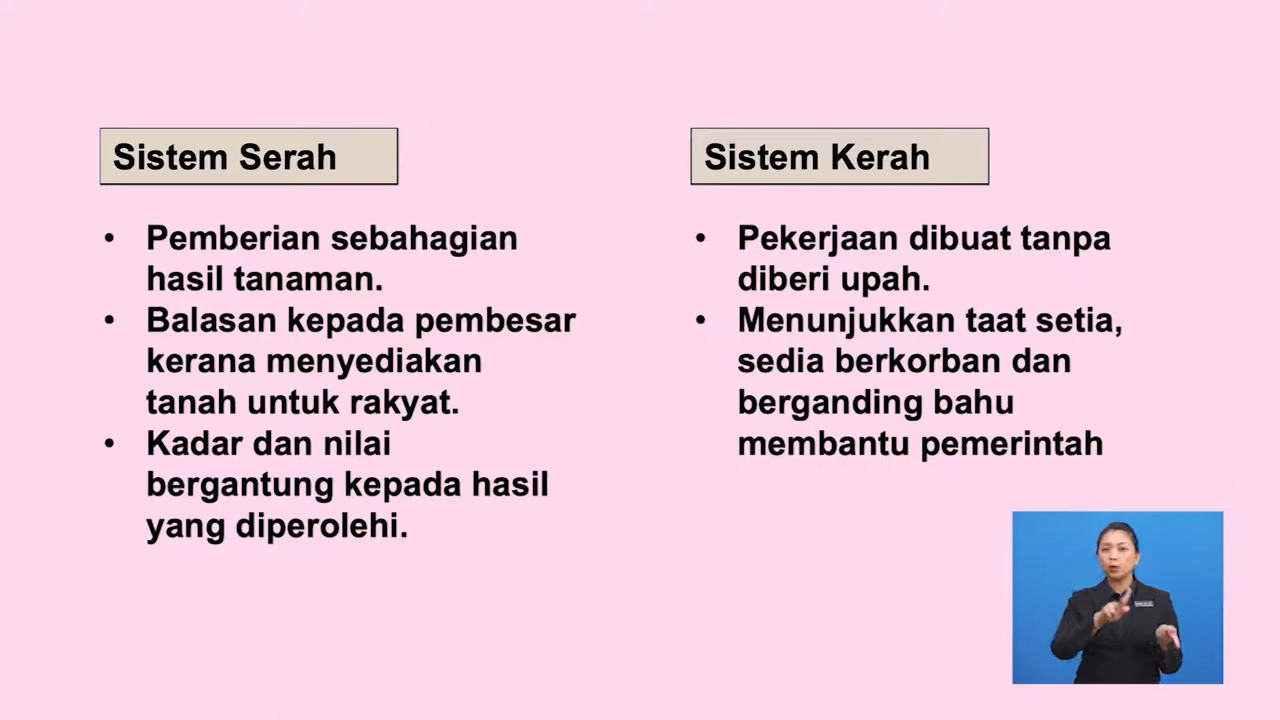 Sistem Serah
• Pemberian sebahagian
hasil tanaman.
• Balasan kepada pembesar
kerana menyediakan
tanah untuk rakyat.
• Kadar dan nilai
bergantung kepada hasil
yang diperolehi.
Sistem Kerah
• Pekerjaan dibuat tanpa
diberi upah.
• Menunjukkan taat setia,
sedia berkorban dan
berganding bahu
membantu pemerintah